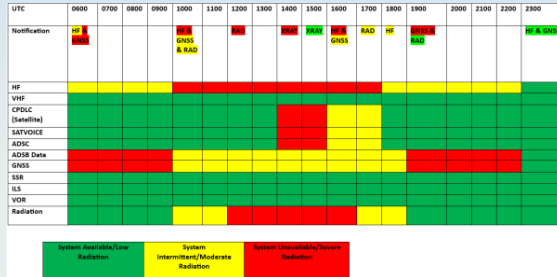 UTC 0600 0700 0800 0900 1000 1100 1200 1300 1400 1500 1600 1700 1800 1900 2000 2100 2200 2300
Notification HF & GNSS HF & GNSS & RAD RAD XRAY XRAY HF & GNSS RAD HF GNSS & RAD HF & GNSS
HF
VHF
CPDLC
(Satellite)
SATVOICE
ADSC
ADSB Data
GNSS
SSR
ILS
VOR
Radiation
System Available/Low Radiation
System Intermittent/Moderate Radiation
System Unavailable/Severe Radiation